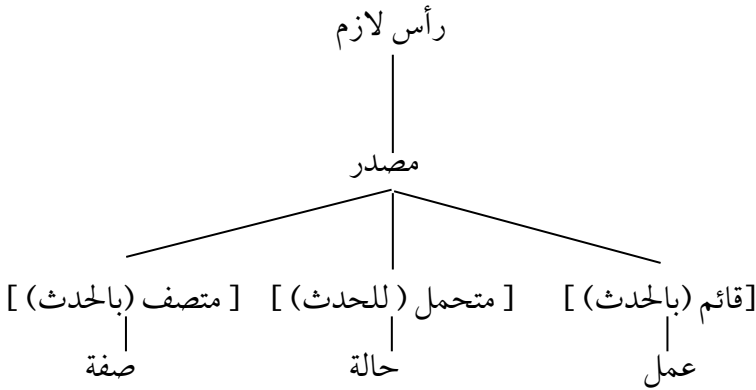 رأس لازم
مصدر
[قائم (بالحدث)] [متحمل (للحدث)] [متصف (بالحدث)]
عمل حالة صفة